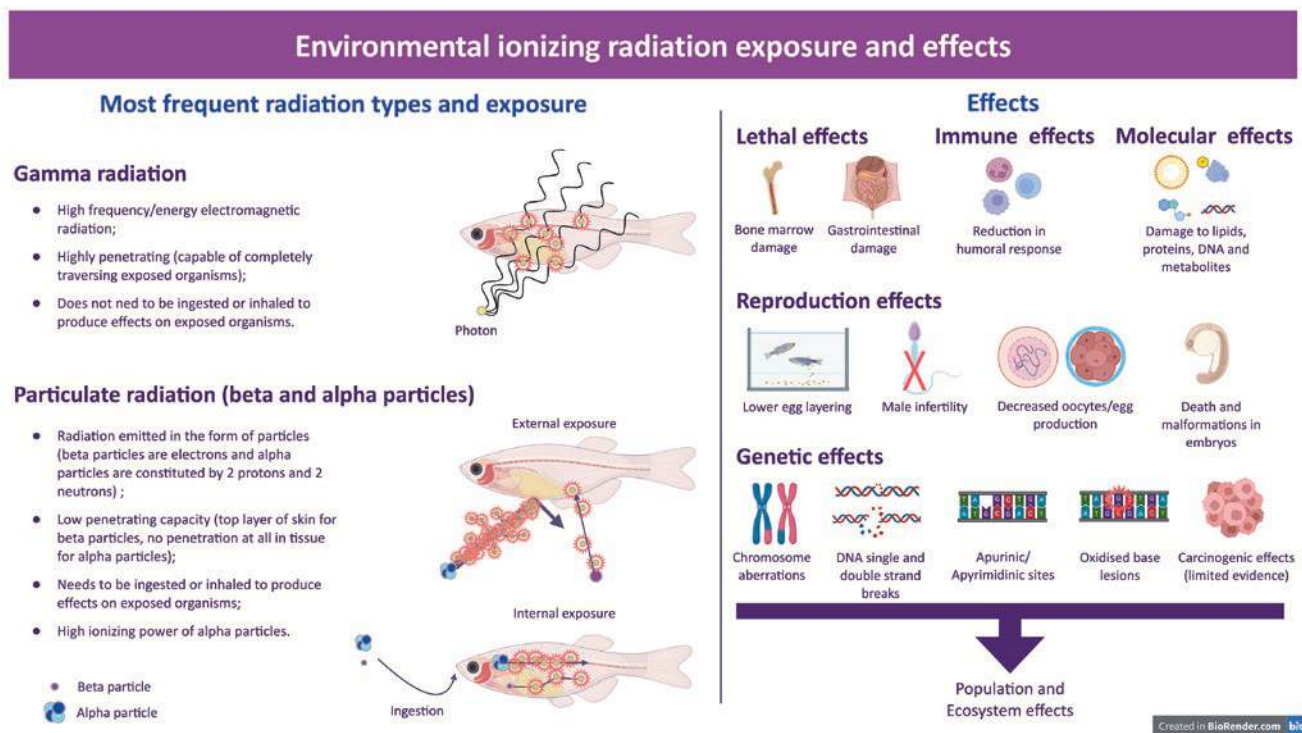 Environmental ionizing radiation exposure and effects
Most frequent radiation types and exposure
Gamma radiation
● High frequency/energy electromagnetic
radiation;
● Highly penetrating (capable of completely
traversing exposed organisms);
● Does not ned to be ingested or inhaled to
produce effects on exposed organisms.
Photon
Particulate radiation (beta and alpha particles)
● Radiation emitted in the form of particles
(beta particles are electrons and alpha
particles are constituted by 2 protons and 2
neutrons) ;
● Low penetrating capacity (top layer of skin for
beta particles, no penetration at all in tissue
for alpha particles);
● Needs to be ingested or inhaled to produce
effects on exposed organisms;
● High ionizing power of alpha particles.
Beta particle
Alpha particle
External exposure
Internal exposure
Ingestion
Effects
Lethal effects
Bone marrow
damage
Gastrointestinal
damage
Immune effects
Reduction in
humoral response
Molecular effects
Damage to lipids,
proteins, DNA and
metabolites
Reproduction effects
Lower egg layering
Male infertility
Decreased oocytes/egg
production
Death and
malformations in
embryos
Genetic effects
Chromosome
aberrations
DNA single and
double strand
breaks
Apurinic/
Apyrimidinic sites
Oxidised base
lesions
Carcinogenic effects
(limited evidence)
Population and
Ecosystem effects
Created in BioRender.com